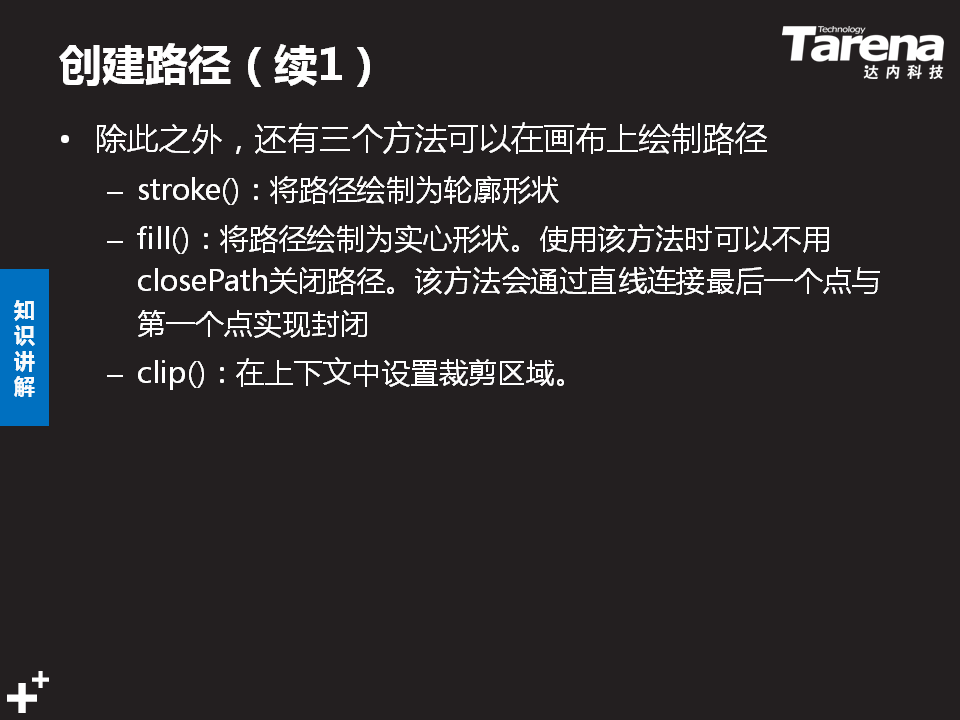 创建路径（续1）
Technology
Tarena
达内科技
• 除此之外，还有三个方法可以在画布上绘制路径
– stroke()：将路径绘制为轮廓形状
– fill()：将路径绘制为实心形状。使用该方法时可以不用
closePath关闭路径。该方法会通过直线连接最后一个点与
第一个点实现封闭
– clip()：在上下文中设置裁剪区域。
知
识
讲
解